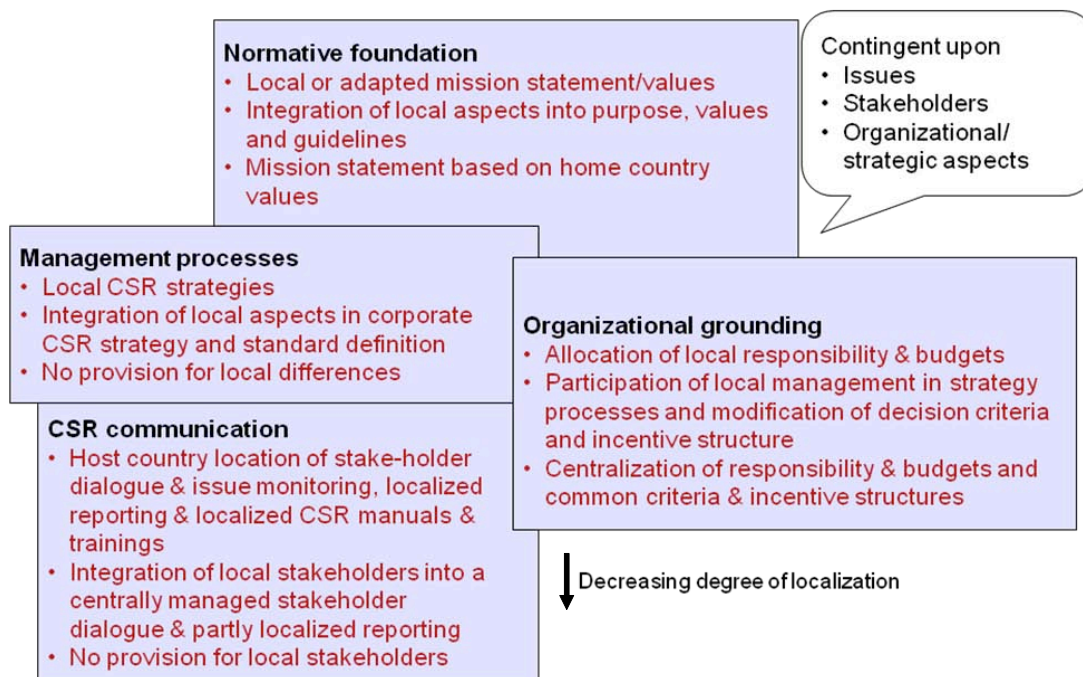 Normative foundation
• Local or adapted mission statement/values
• Integration of local aspects into purpose, values
and guidelines
• Mission statement based on home country
values
Contingent upon
• Issues
• Stakeholders
• Organizational/
strategic aspects
Management processes
• Local CSR strategies
• Integration of local aspects in corporate
CSR strategy and standard definition
• No provision for local differences
Organizational grounding
• Allocation of local responsibility & budgets
• Participation of local management in strategy
processes and modification of decision criteria
and incentive structure
• Centralization of responsibility & budgets and
common criteria & incentive structures
CSR communication
• Host country location of stake-holder
dialogue & issue monitoring, localized
reporting & localized CSR manuals &
trainings
• Integration of local stakeholders into a
centrally managed stakeholder
dialogue & partly localized reporting
• No provision for local stakeholders
Decreasing degree of localization